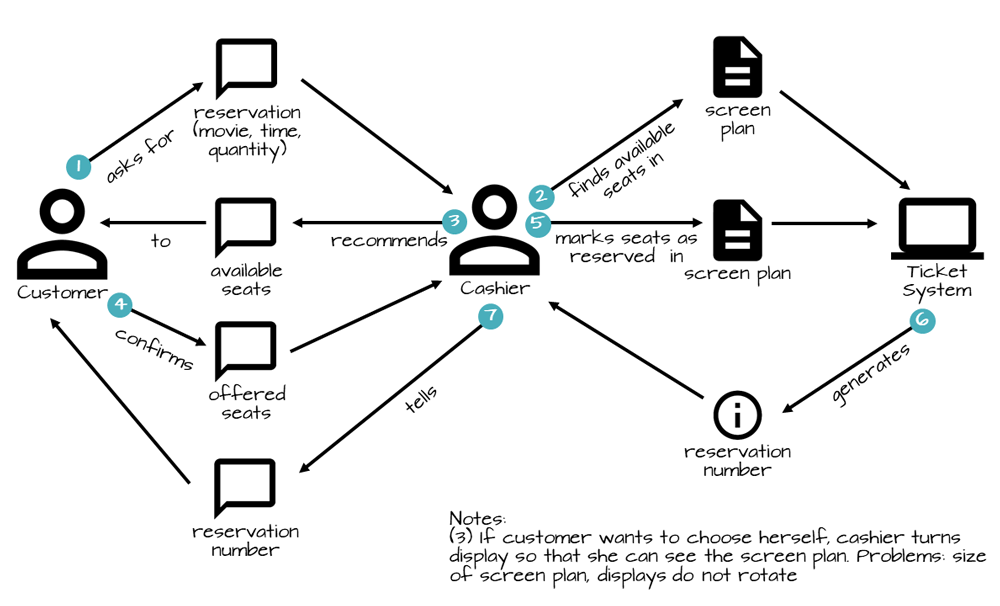 1
asks for
reservation
(movie, time,
quantity)
Customer
to
available
seats
recommends
3
4
confirms
offered
seats
reservation
number
Cashier
2
finds available
seats in
screen
plan
5
marks seats as
reserved in
screen plan
Ticket
System
6
generates
reservation
number
7
tells
Notes:
(3) If customer wants to choose herself, cashier turns
display so that she can see the screen plan. Problems: size
of screen plan, displays do not rotate